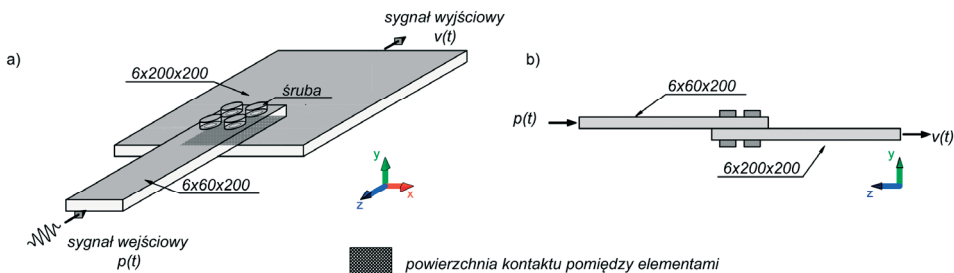 a)
sygnał wyjściowy
v(t)
6x200x200
śruba
6x60x200
sygnał wejściowy
p(t)
y
x
z
b)
6x60x200
p(t)
v(t)
6x200x200
y
z
powierzchnia kontaktu pomiędzy elementami